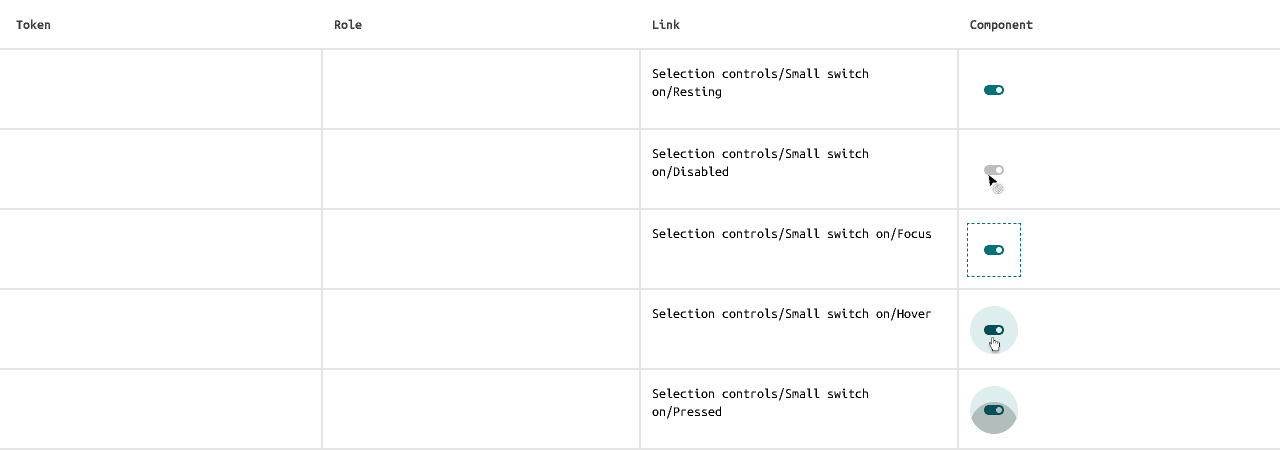 Token
Role
Link
Component
Selection controls/Small switch
on/Resting
Selection controls/Small switch
on/Disabled
Selection controls/Small switch on/Focus
Selection controls/Small switch on/Hover
Selection controls/Small switch
on/Pressed